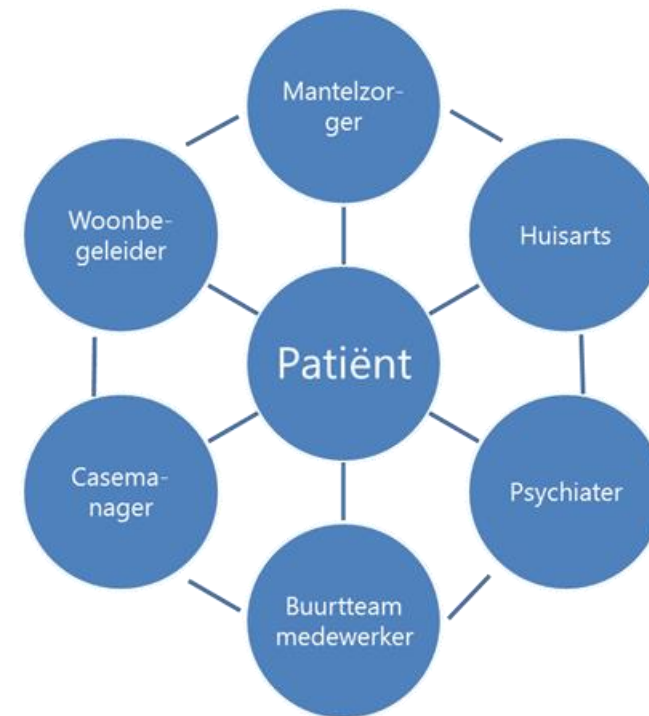 Mantelzor-
ger
Woonbe-
geleider
Huisarts
Patiënt
Casema-
nager
Psychiater
Buurtteam
medewerker